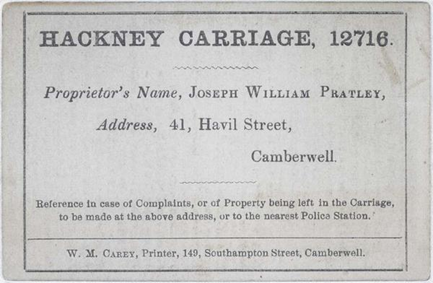 HACKNEY CARRIAGE, 12716.
Proprietor's Name, JOSEPH WILLIAM PRATLEY,
Address, 41, Havil Street,
Camberwell.
Reference in case of Complaints, or of Property being left in the Carriage,
to be made at the above address, or to the nearest Police Station.
W. M. CAREY, Printer, 149, Southampton Street, Camberwell.